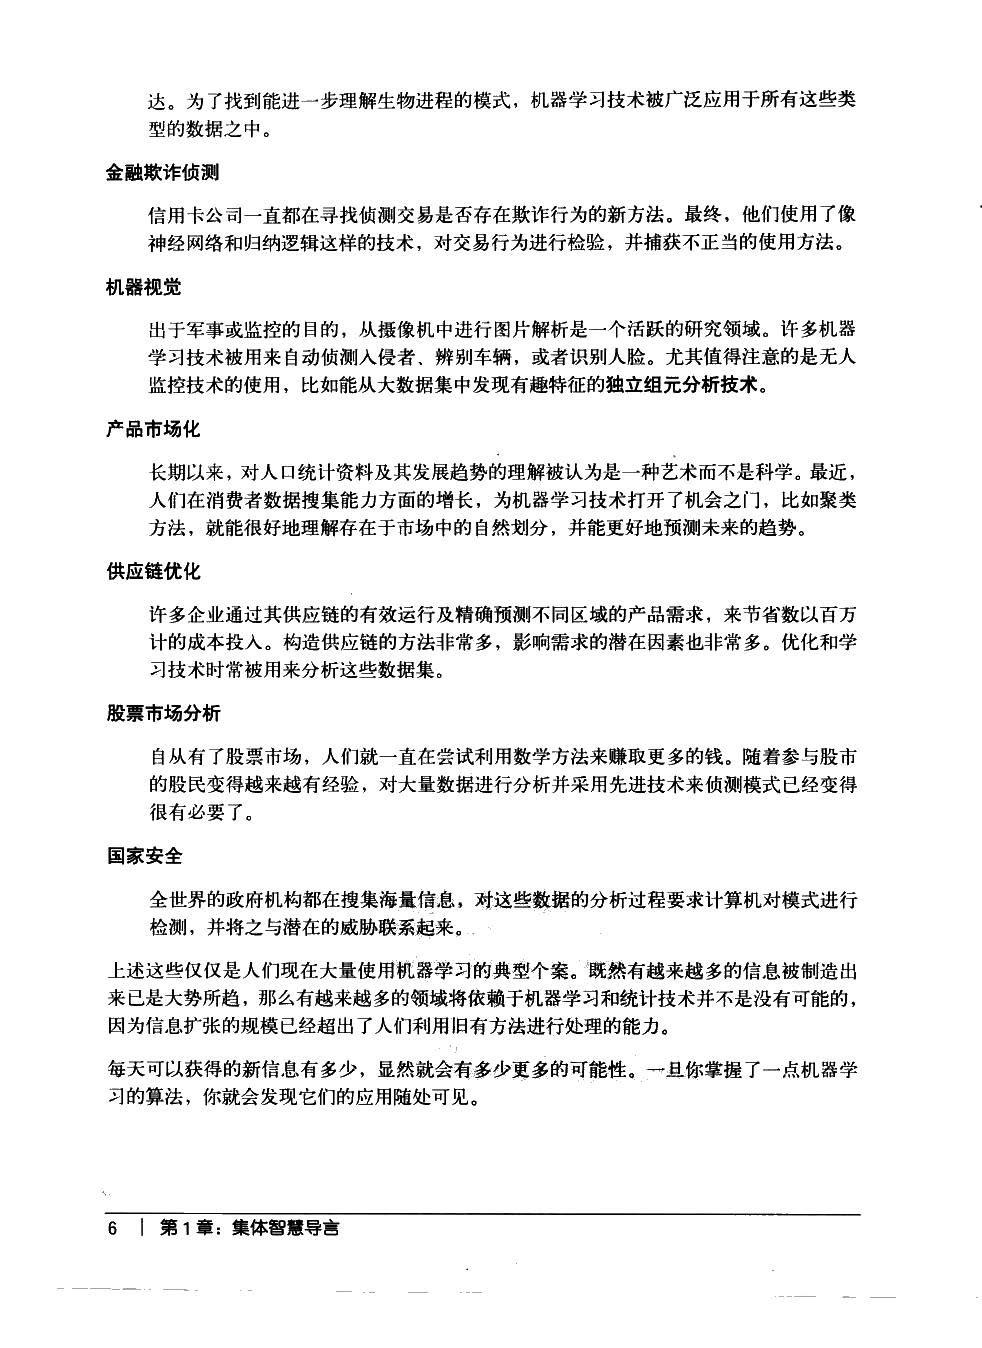 达。为了找到能进一步理解生物进程的模式，机器学习技术被广泛应用于所有这些类
型的数据之中。
金融欺诈侦测
信用卡公司一直都在寻找侦测交易是否存在欺诈行为的新方法。最终，他们使用了像
神经网络和归纳逻辑这样的技术，对交易行为进行检验，并捕获不正当的使用方法。
机器视觉
出于军事或监控的目的，从摄像机中进行图片解析是一个活跃的研究领域。许多机器
学习技术被用来自动侦测入侵者、辨别车辆，或者识别人脸。尤其值得注意的是无人
监控技术的使用，比如能从大数据集中发现有趣特征的独立组元分析技术。
产品市场化
长期以来，对人口统计资料及其发展趋势的理解被认为是一种艺术而不是科学。最近，
人们在消费者数据搜集能力方面的增长，为机器学习技术打开了机会之门，比如聚类
方法，就能很好地理解存在于市场中的自然划分，并能更好地预测未来的趋势。
供应链优化
许多企业通过其供应链的有效运行及精确预测不同区域的产品需求，来节省数以百万
计的成本投入。构造供应链的方法非常多，影响需求的潜在因素也非常多。优化和学
习技术时常被用来分析这些数据集。
股票市场分析
自从有了股票市场，人们就一直在尝试利用数学方法来赚取更多的钱。随着参与股市
的股民变得越来越有经验，对大量数据进行分析并采用先进技术来侦测模式已经变得
很有必要了。
国家安全
全世界的政府机构都在搜集海量信息，对这些数据的分析过程要求计算机对模式进行
检测，并将之与潜在的威胁联系起来。
上述这些仅仅是人们现在大量使用机器学习的典型个案。既然有越来越多的信息被制造出
来已是大势所趋，那么有越来越多的领域将依赖于机器学习和统计技术并不是没有可能的，
因为信息扩张的规模已经超出了人们利用旧有方法进行处理的能力。
每天可以获得的新信息有多少，显然就会有多少更多的可能性。一旦你掌握了一点机器学
习的算法，你就会发现它们的应用随处可见。
6 | 第1章：集体智慧导言